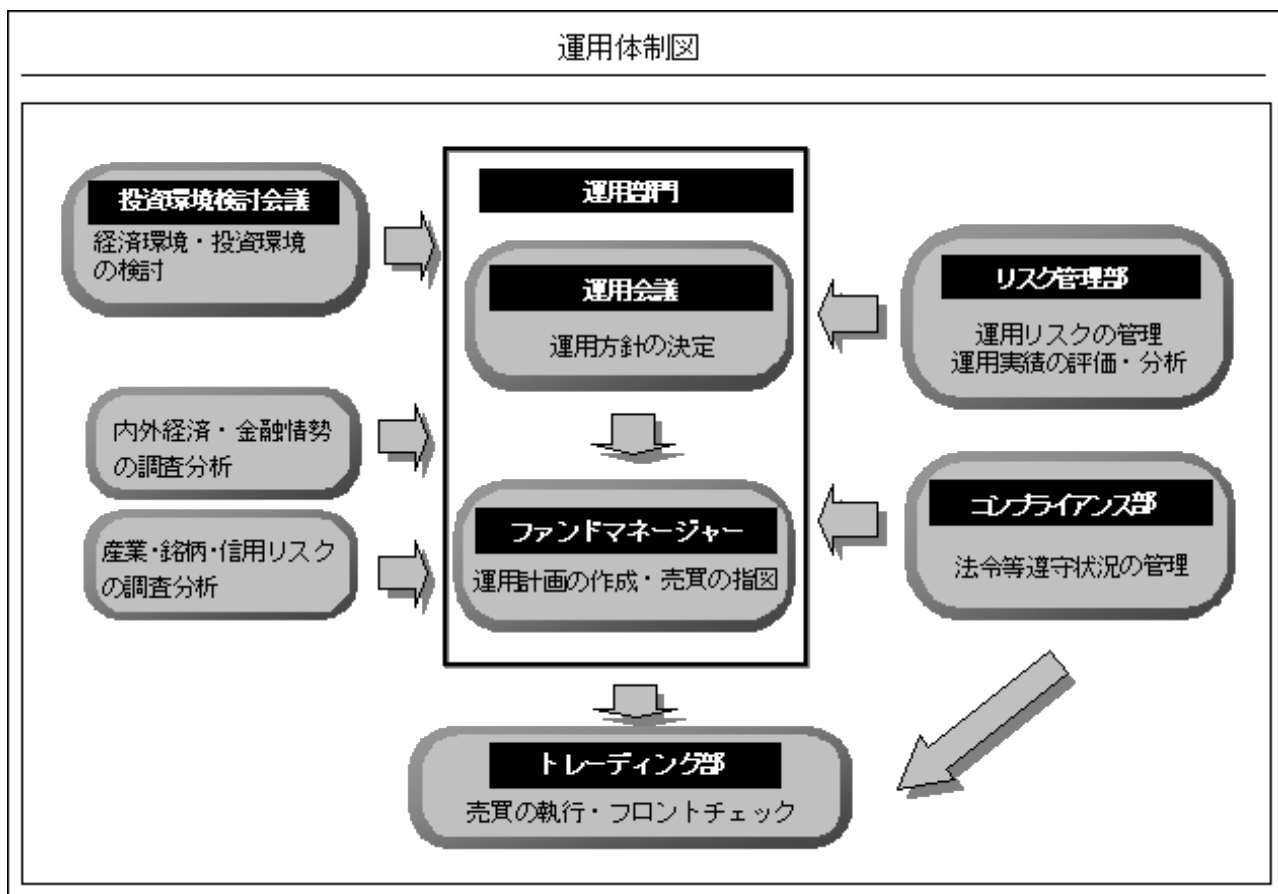 運用体制図
投資環境検討会議
経済環境・投資環境
の検討
内外経済・金融情勢
の調査分析
産業・銘柄・信用リスク
の調査分析
運用部門
運用会議
運用方針の決定
ファンドマネージャー
運用計画の作成・売買の指図
リスク管理部
運用リスクの管理
運用実績の評価・分析
コンプライアンス部
法令等遵守状況の管理
トレーディング部
売買の執行・フロントチェック